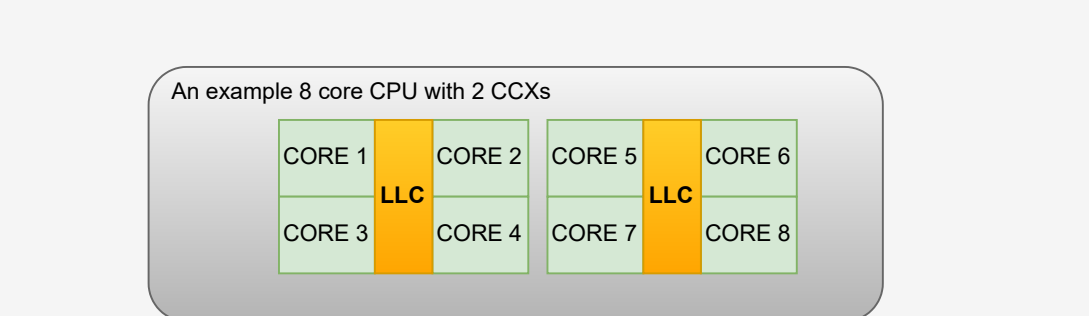 An example 8 core CPU with 2 CCXs
CORE 1
LLC
CORE 2
CORE 3
CORE 4
CORE 5
LLC
CORE 6
CORE 7
CORE 8